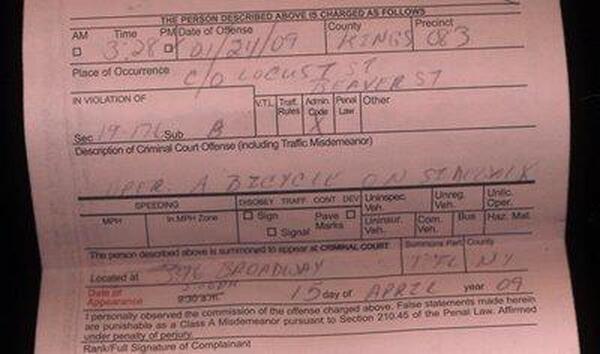 THE PERSON DESCRIBED ABOVE IS CHARGED AS FOLLOWS
AM Time PM Date of Offense County Precinct
3:28 01/24/09 KINGS 083
Place of Occurrence C/O LOCUST ST
BEAVER ST
IN VIOLATION OF V.T.L. Traf. Rules Admin. Code Penal Law Other
Sec 19-176 Sub B X
Description of Criminal Court Offense (including Traffic Misdemeanor)
OPER. A BICYCLE ON SIDEWALK
SPEEDING DISOBEY TRAFF CONT DEV Uninspec. Veh. Unreg. Veh. Unlic. Oper.
MPH In MPH Zone Sign Pave Marks Signal Uninsur. Veh. Com. Veh. Bus Haz. Mat.
The person described above is summoned to appear at CRIMINAL COURT Summons Part County
Located at 346 BROADWAY NY
Date of Appearance 9:30 a.m. 15 day of APRIL year 09
I personally observed the commission of the offense charged above. False statements made herein
are punishable as a Class A Misdemeanor pursuant to Section 210.45 of the Penal Law. Affirmed
under penalty of perjury.
Rank/Full Signature of Complainant